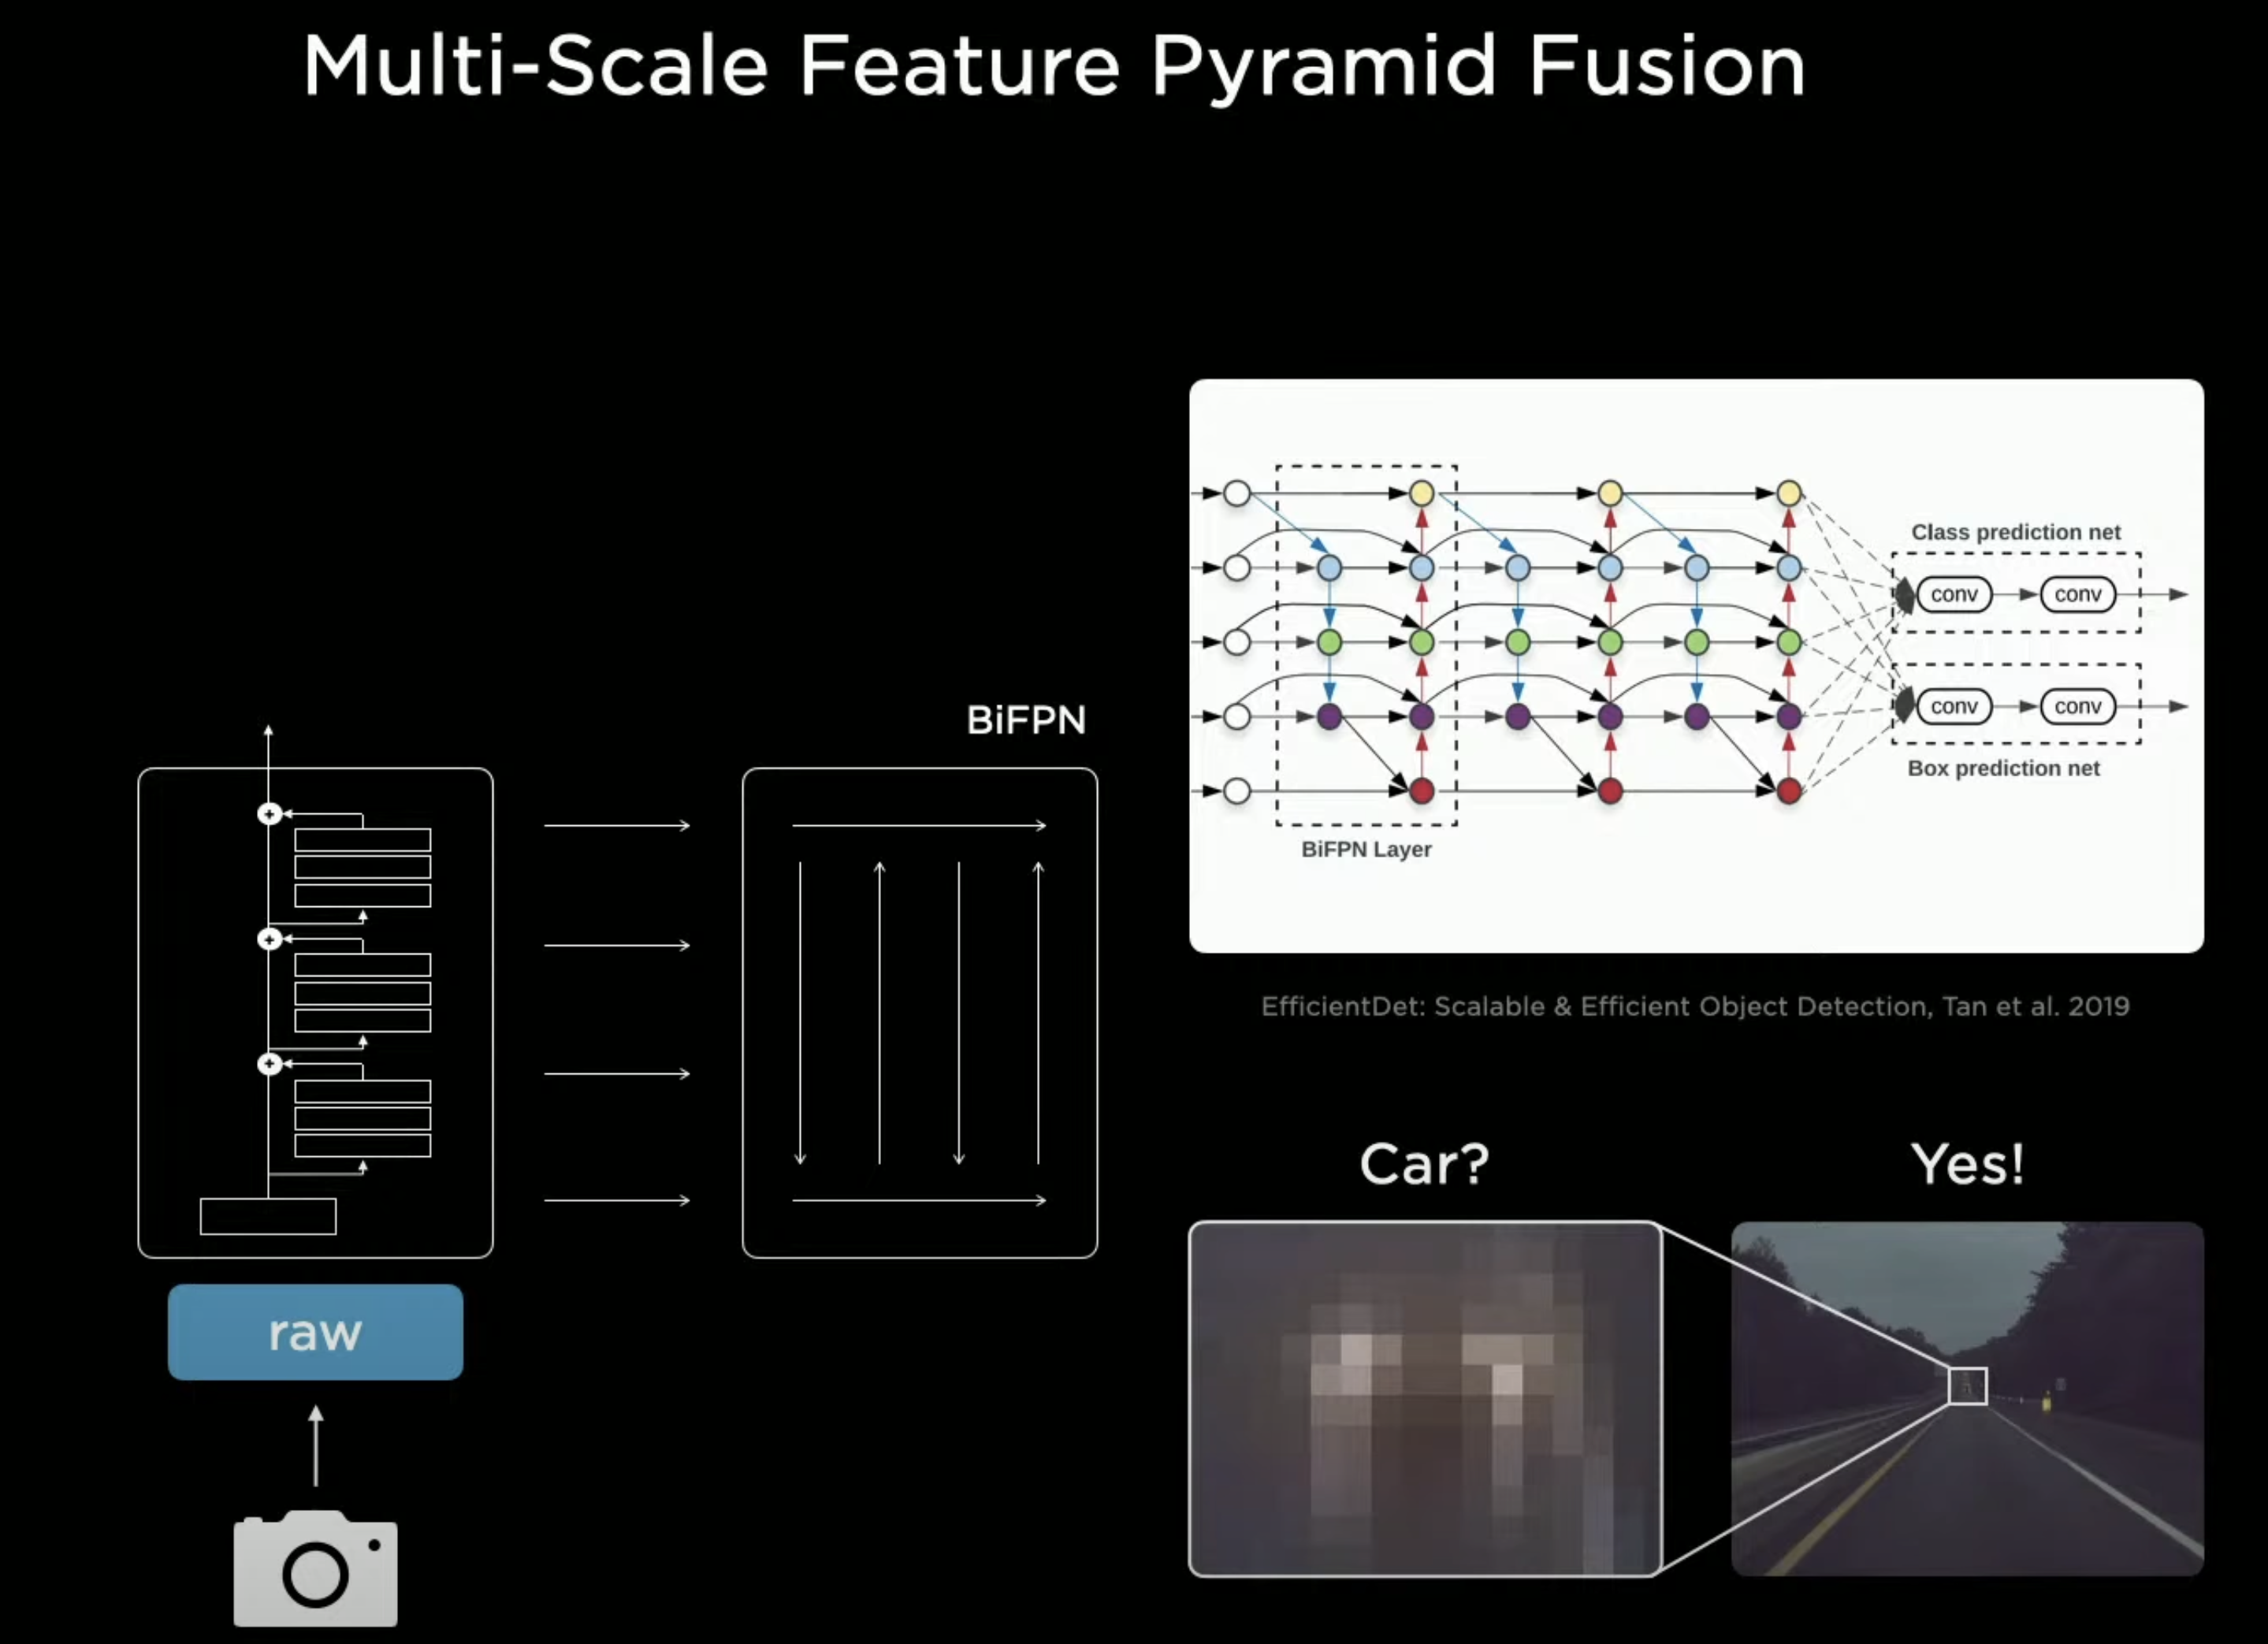 Multi-Scale Feature Pyramid Fusion
BiFPN
raw
Class prediction net
conv
conv
conv
conv
Box prediction net
BiFPN Layer
EfficientDet: Scalable & Efficient Object Detection, Tan et al. 2019
Car?
Yes!